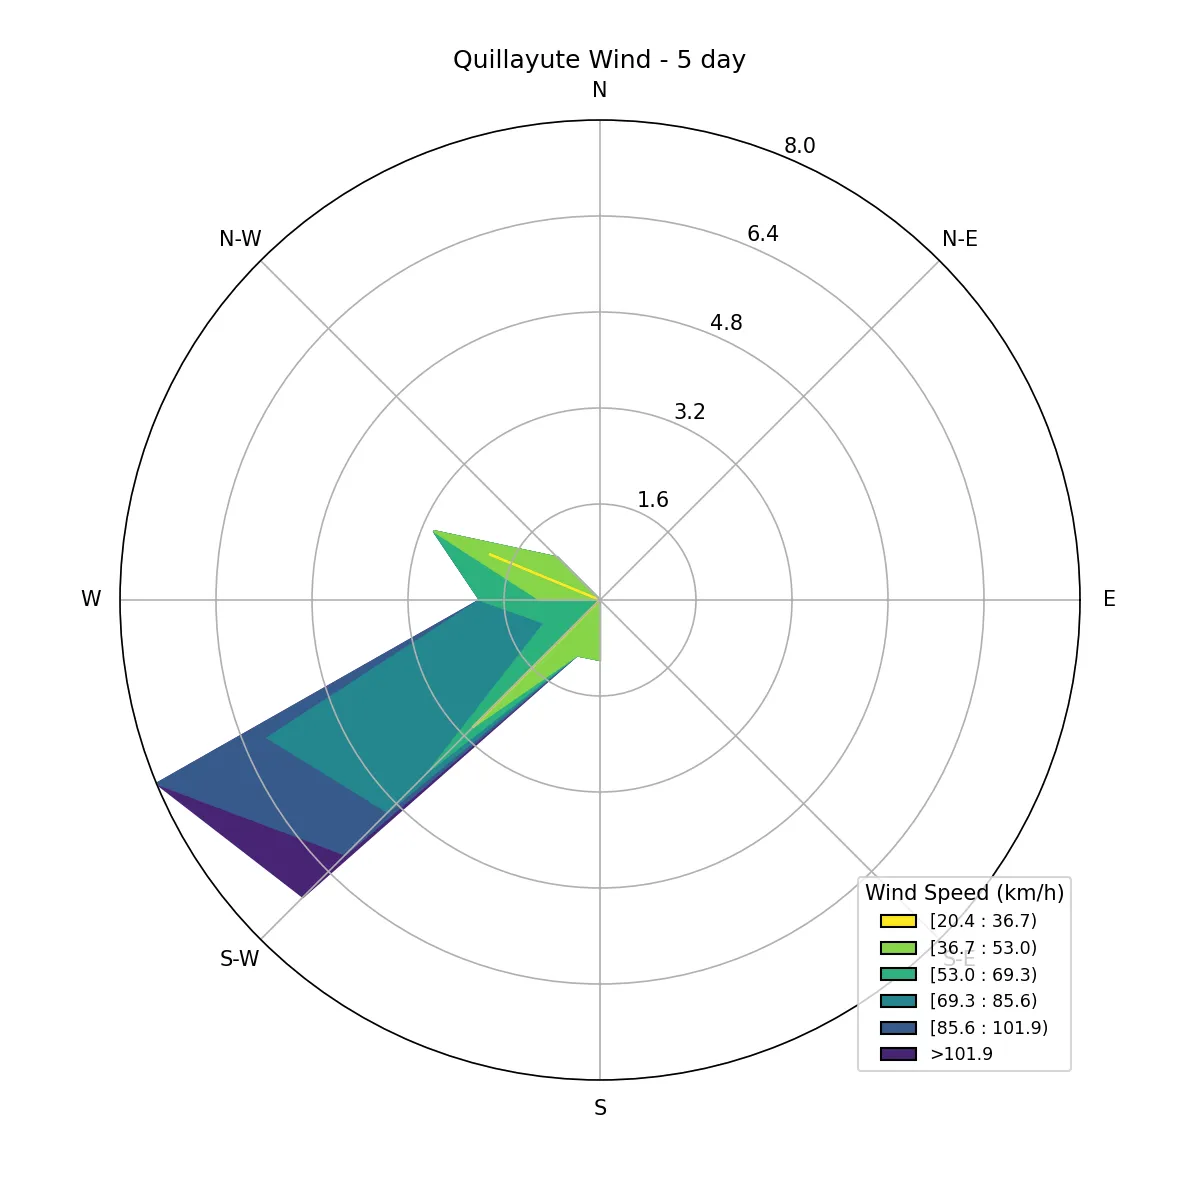 Quillayute Wind - 5 day
N
8.0
N-W
6.4
N-E
4.8
3.2
1.6
W
E
S-W
S-E
S
Wind Speed (km/h)
[20.4 : 36.7)
[36.7 : 53.0)
[53.0 : 69.3)
[69.3 : 85.6)
[85.6 : 101.9)
>101.9